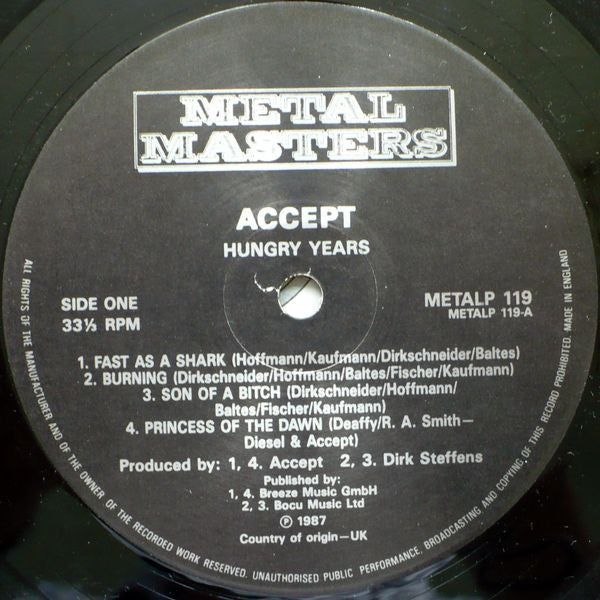 METAL
MASTERS
ACCEPT
HUNGRY YEARS
SIDE ONE
33⅓ RPM
METALP 119
METALP 119-A
1. FAST AS A SHARK (Hoffmann/Kaufmann/Dirkschneider/Baltes)
2. BURNING (Dirkschneider/Hoffmann/Baltes/Fischer/Kaufmann)
3. SON OF A BITCH (Dirkschneider/Hoffmann/
Baltes/Fischer/Kaufmann)
4. PRINCESS OF THE DAWN (Deaffy/R. A. Smith–
Diesel & Accept)
Produced by: 1, 4. Accept 2, 3. Dirk Steffens
Published by:
1, 4. Breeze Music GmbH
2, 3. Bocu Music Ltd
℗ 1987
Country of origin–UK
ALL RIGHTS OF THE MANUFACTURER AND OF THE OWNER OF THE RECORDED WORK RESERVED. UNAUTHORISED PUBLIC PERFORMANCE, BROADCASTING AND COPYING OF THIS RECORD PROHIBITED. MADE IN ENGLAND